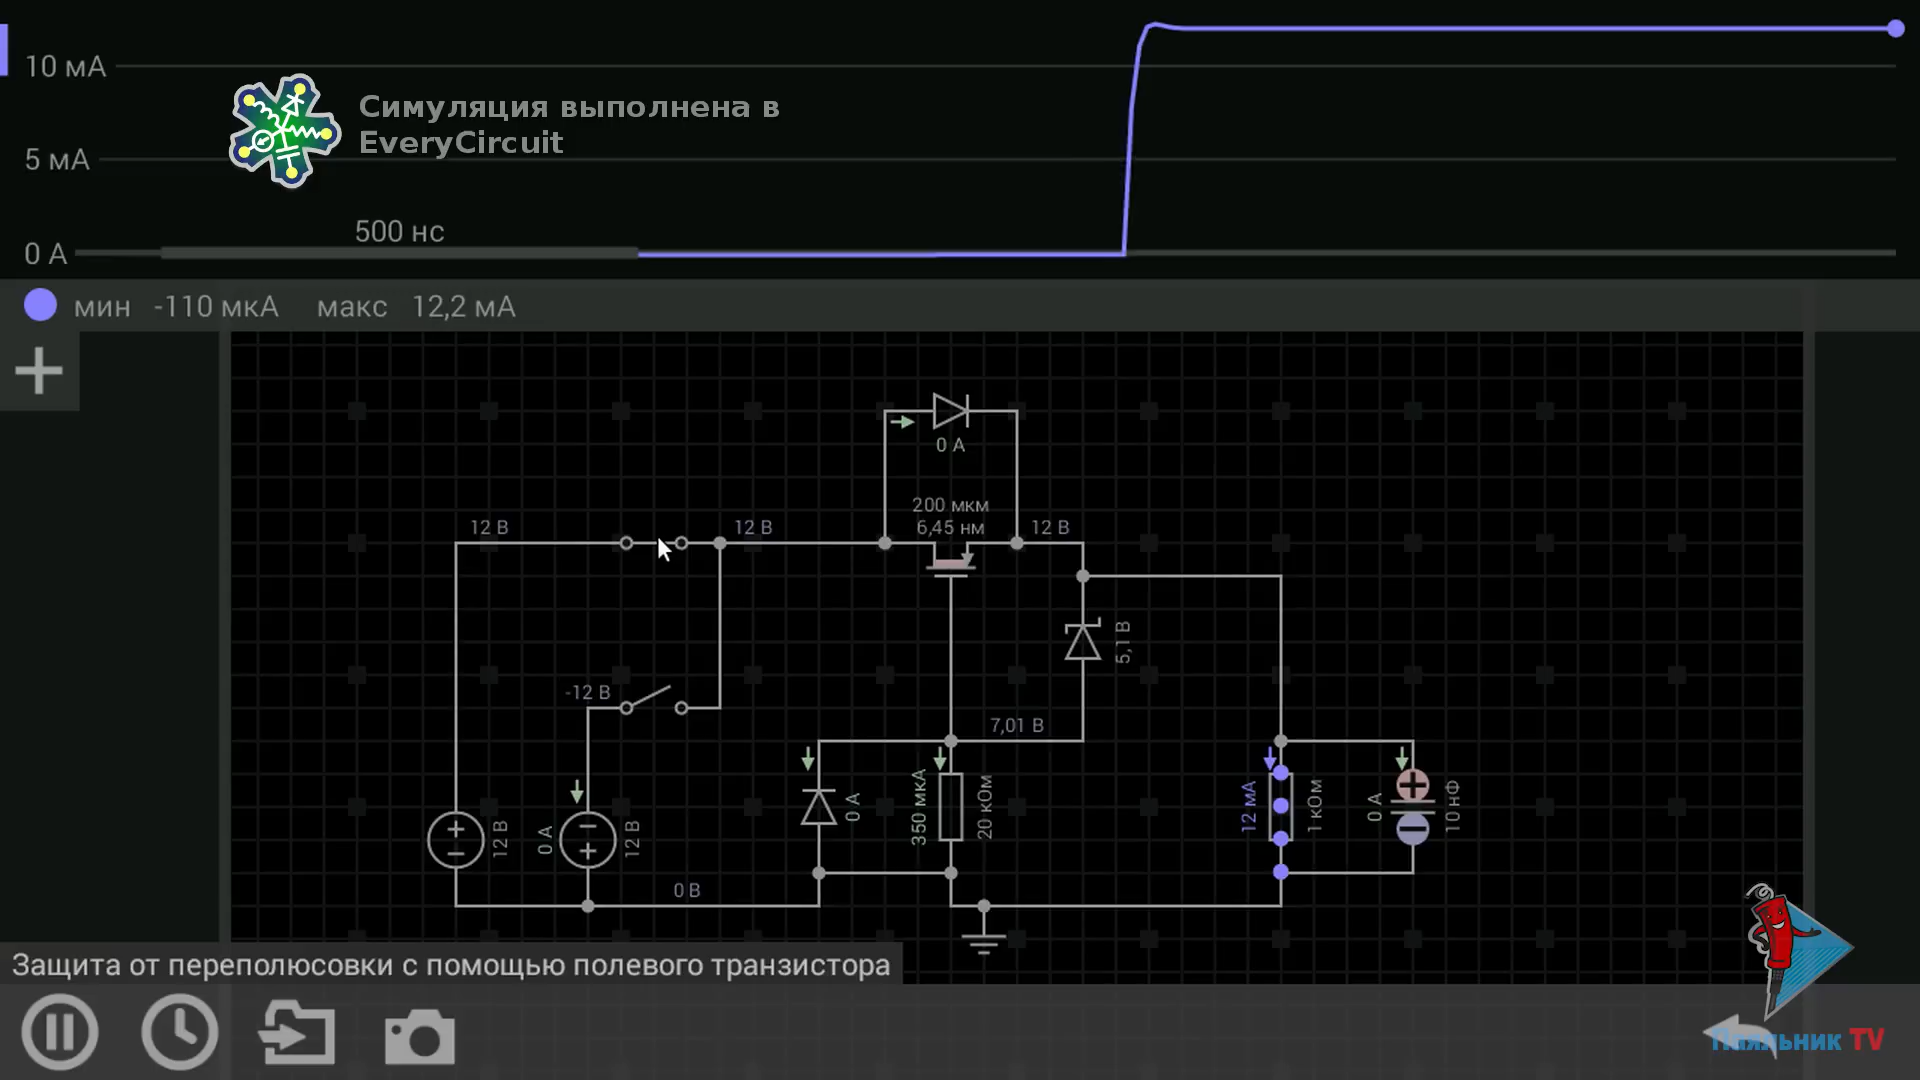 10 мА
Симуляция выполнена в
EveryCircuit
5 мА
500 нс
0 А
мин -110 мкА макс 12,2 мА
0 А
200 мкм
6,45 нм
12 В
12 В
12 В
5,1 В
-12 В
7,01 В
12 В
0 А
12 В
0 А
350 мкА
20 кОм
12 мА
1 кОм
0 А
10 нФ
0 В
Защита от переполюсовки с помощью полевого транзистора
Паяльник TV